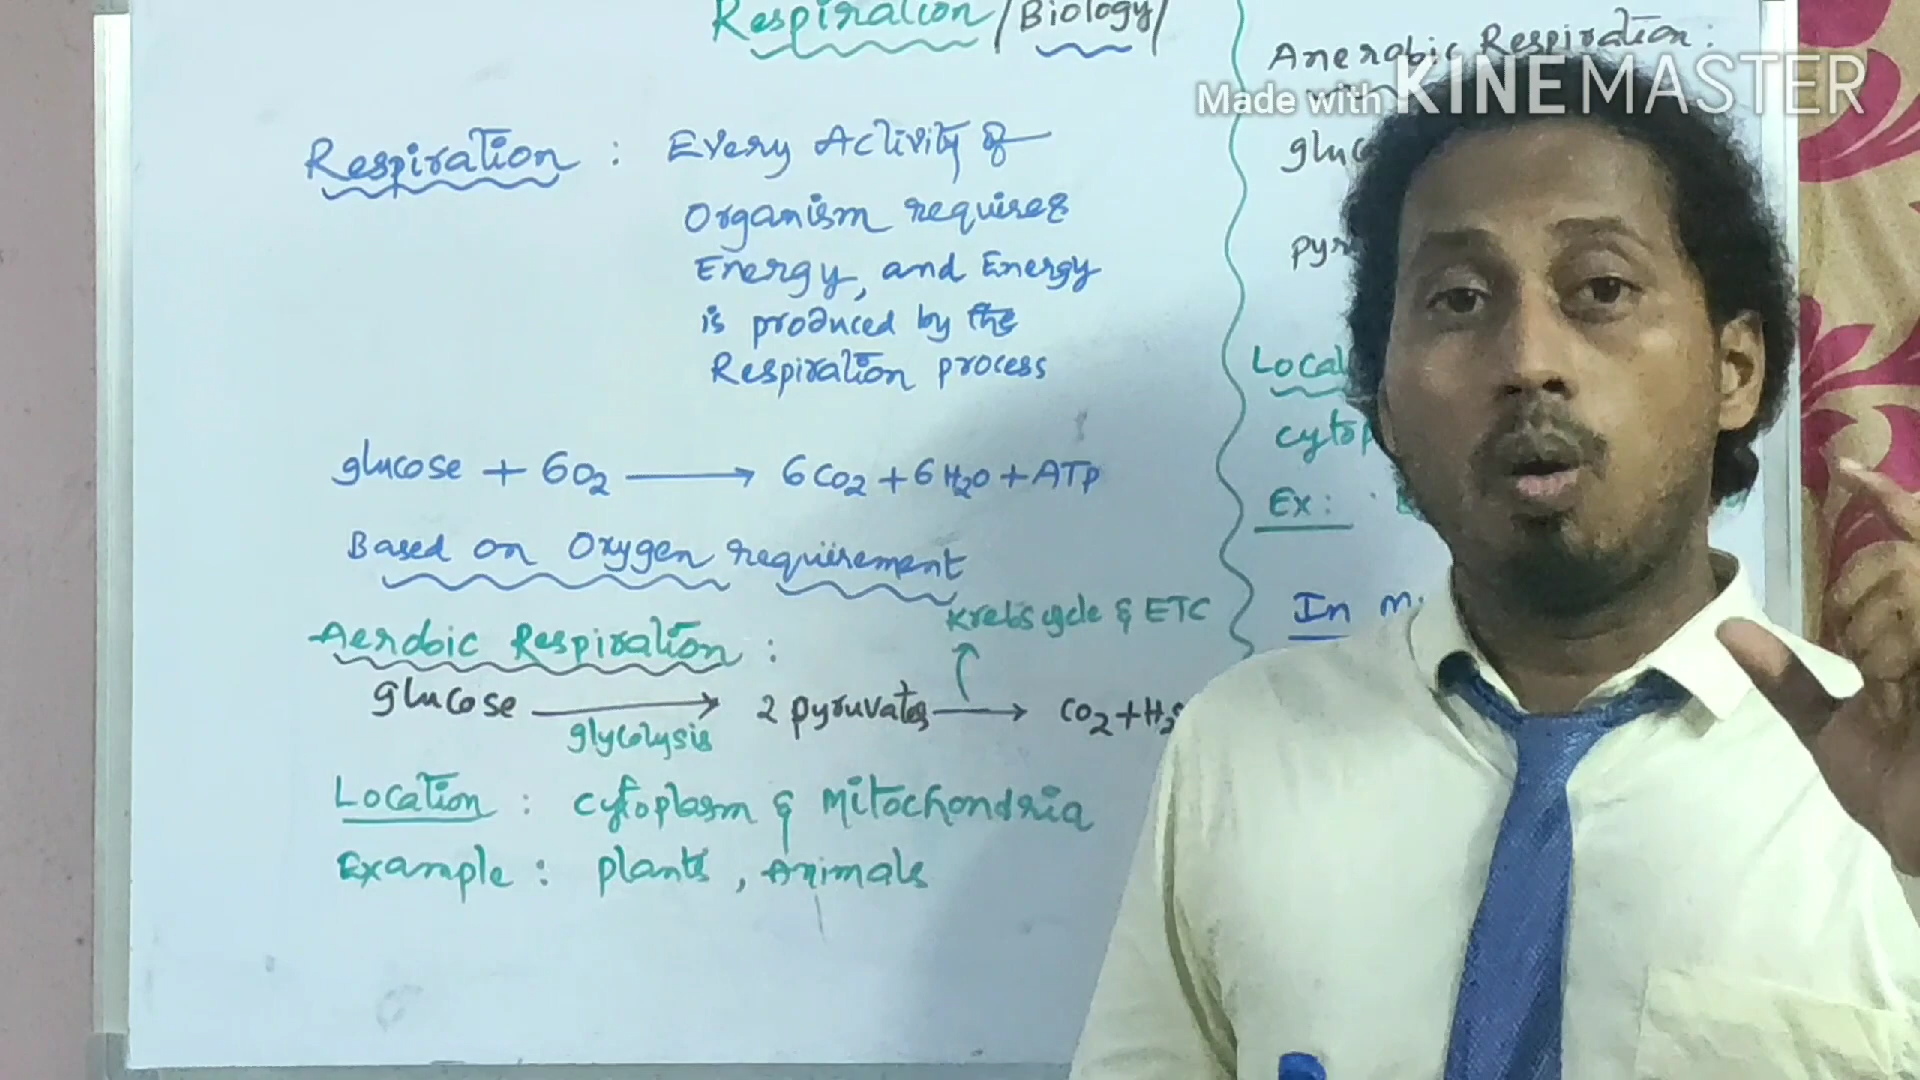 Respiration / Biology /
Respiration : Every Activity of
Organism requires
Energy, and Energy
is produced by the
Respiration process
glucose + 6O2 → 6CO2 + 6H2O + ATP
Based on Oxygen requirement
Aerobic Respiration :
Krebs cycle & ETC
glucose → 2 pyruvates → CO2 + H2
glycolysis
Location : cytoplasm & Mitochondria
Example : plants, Animals
Anerobic Respiration :
Made with KINEMASTER
gluc
pyr
Local
cytop
Ex :
In m